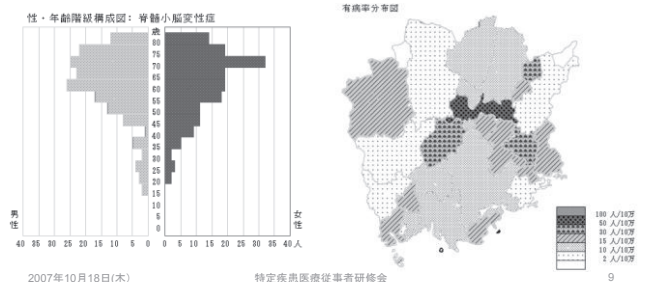 性・年齢階級構成図: 脊髄小脳変性症
歳
80
75
70
65
60
55
50
45
40
35
30
25
20
15
10
5
0
男性
女性
40 35 30 25 20 15 10 5 0
0 5 10 15 20 25 30 35 40 人
有病率分布図
100 人/10万
50 人/10万
30 人/10万
15 人/10万
10 人/10万
2 人/10万
2007年10月18日(木)
特定疾患医療従事者研修会
9